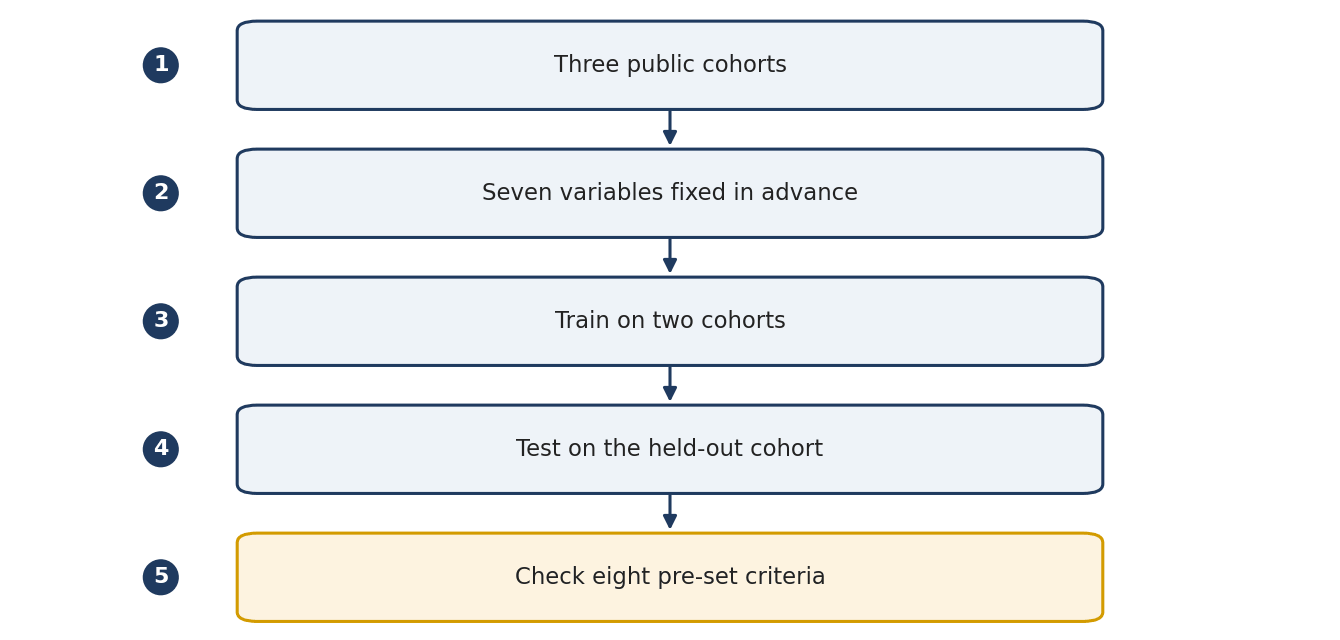 1
Three public cohorts
2
Seven variables fixed in advance
3
Train on two cohorts
4
Test on the held-out cohort
5
Check eight pre-set criteria